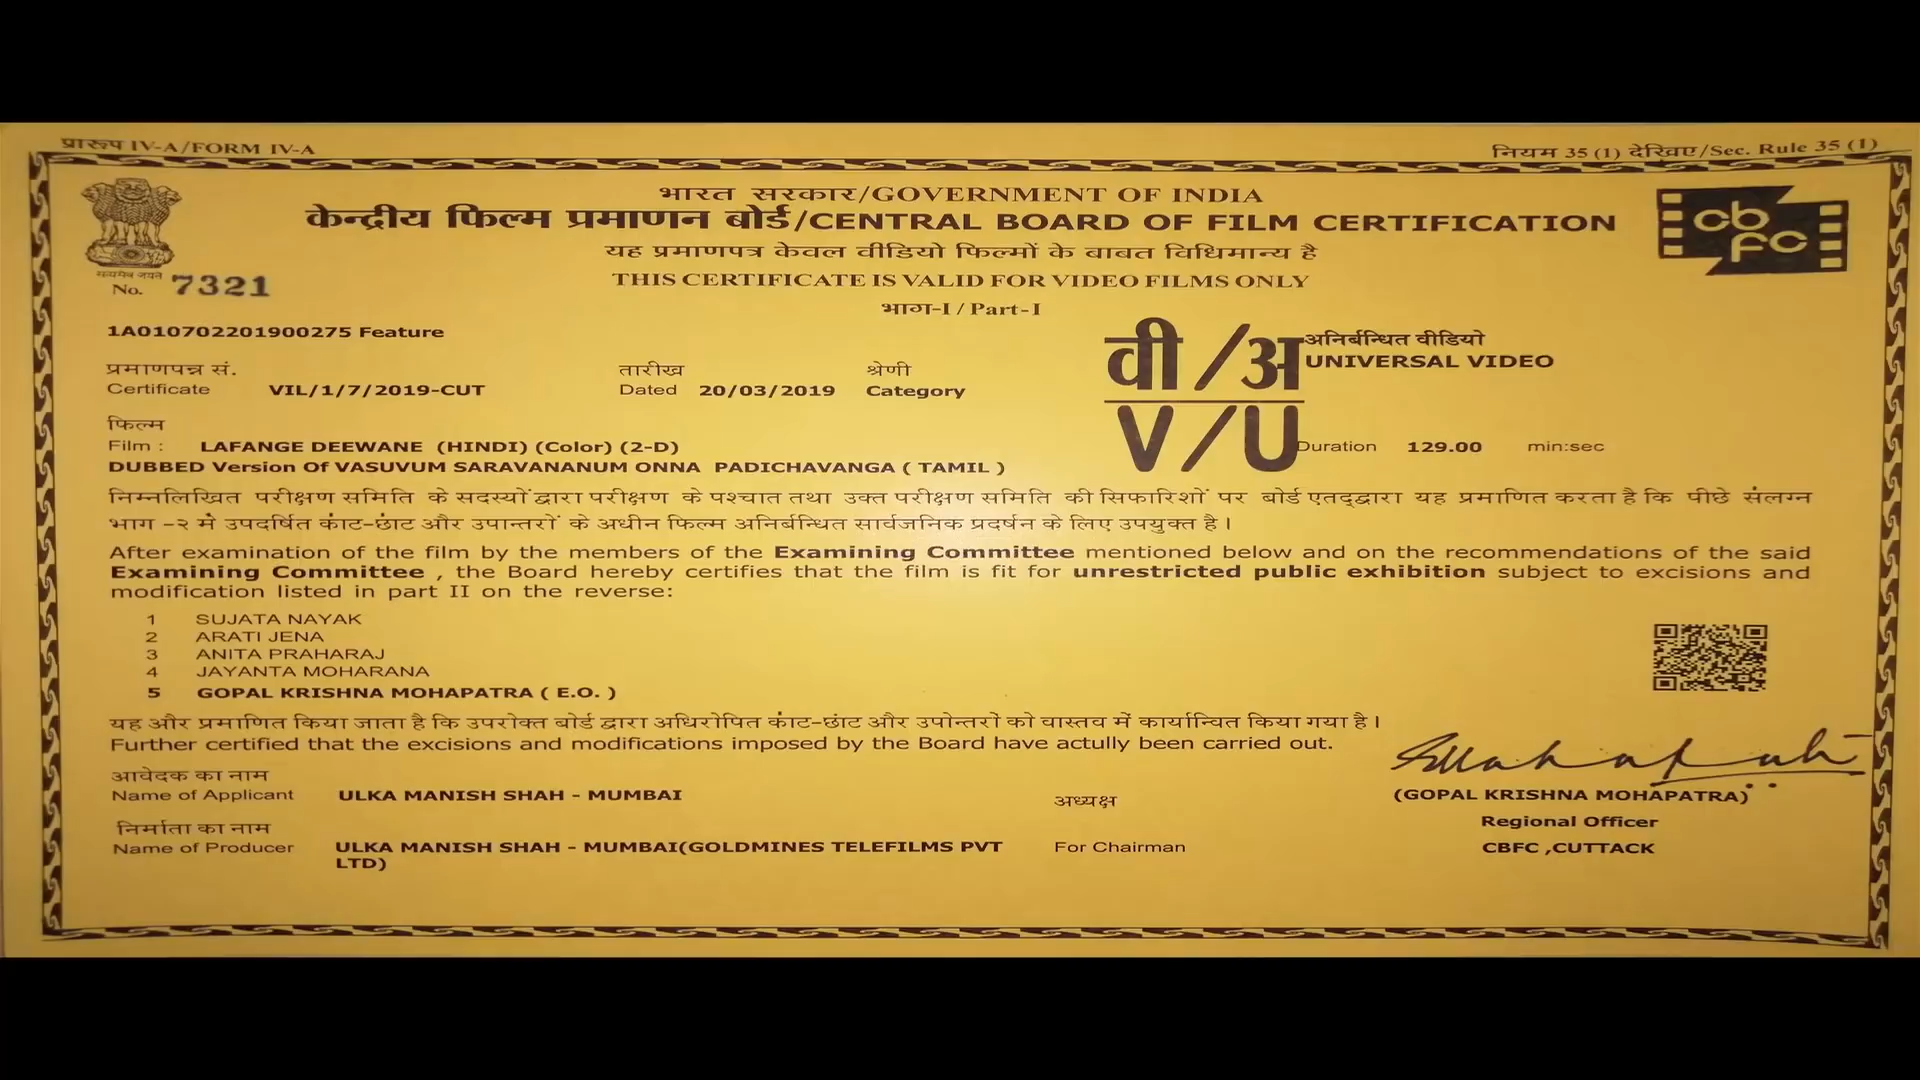 प्रारूप IV-A/FORM IV-A
नियम 35 (1) देखिए/Sec. Rule 35 (1)
भारत सरकार/GOVERNMENT OF INDIA
केन्द्रीय फिल्म प्रमाणन बोर्ड/CENTRAL BOARD OF FILM CERTIFICATION
cb
fc
यह प्रमाणपत्र केवल वीडियो फिल्मों के बाबत विधिमान्य है
सत्यमेव जयते
THIS CERTIFICATE IS VALID FOR VIDEO FILMS ONLY
No. 7321
भाग-I / Part-I
1A010702201900275 Feature
वी/अ अनिर्बन्धित वीडियो
V/U UNIVERSAL VIDEO
प्रमाणपत्र सं. तारीख श्रेणी
Certificate VIL/1/7/2019-CUT Dated 20/03/2019 Category
फिल्म
Film : LAFANGE DEEWANE (HINDI) (Color) (2-D) Duration 129.00 min:sec
DUBBED Version Of VASUVUM SARAVANANUM ONNA PADICHAVANGA ( TAMIL )
निम्नलिखित परीक्षण समिति के सदस्यों द्वारा परीक्षण के पश्चात तथा उक्त परीक्षण समिति की सिफारिशों पर बोर्ड एतद्द्वारा यह प्रमाणित करता है कि पीछे संलग्न
भाग -२ में उपदर्षित कांट-छांट और उपान्तरों के अधीन फिल्म अनिर्बन्धित सार्वजनिक प्रदर्षन के लिए उपयुक्त है ।
After examination of the film by the members of the Examining Committee mentioned below and on the recommendations of the said
Examining Committee , the Board hereby certifies that the film is fit for unrestricted public exhibition subject to excisions and
modification listed in part II on the reverse:
1 SUJATA NAYAK
2 ARATI JENA
3 ANITA PRAHARAJ
4 JAYANTA MOHARANA
5 GOPAL KRISHNA MOHAPATRA ( E.O. )
यह और प्रमाणित किया जाता है कि उपरोक्त बोर्ड द्वारा अधिरोपित कांट-छांट और उपोन्तरों को वास्तव में कार्यान्वित किया गया है ।
Further certified that the excisions and modifications imposed by the Board have actully been carried out.
आवेदक का नाम
Name of Applicant ULKA MANISH SHAH - MUMBAI
अध्यक्ष
(GOPAL KRISHNA MOHAPATRA)
Regional Officer
निर्माता का नाम
Name of Producer ULKA MANISH SHAH - MUMBAI(GOLDMINES TELEFILMS PVT LTD)
For Chairman
CBFC ,CUTTACK